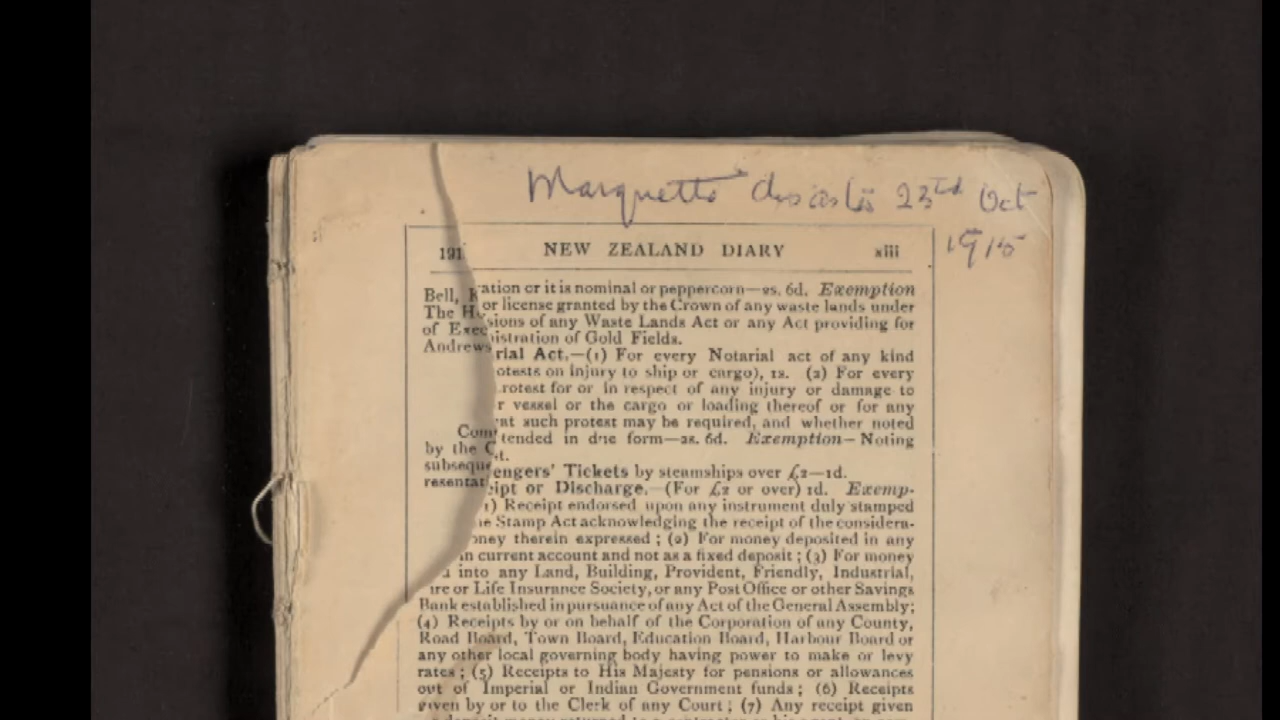 Marquette disaster 23rd Oct
1915
191 NEW ZEALAND DIARY xiii
ration or it is nominal or peppercorn—2s. 6d. Exemption
Bell, K
or license granted by the Crown of any waste lands under
The H
sions of any Waste Lands Act or any Act providing for
of Exec
nistration of Gold Fields.
Andrews
rial Act.—(1) For every Notarial act of any kind
otests on injury to ship or cargo), 1s. (2) For every
rotest for or in respect of any injury or damage to
r vessel or the cargo or loading thereof or for any
at such protest may be required, and whether noted
Com
tended in due form—2s. 6d. Exemption—Noting
by the C
t.
subseque
engers' Tickets by steamships over £2—1d.
resentat
ipt or Discharge.—(For £2 or over) 1d. Exemp-
1) Receipt endorsed upon any instrument duly stamped
e Stamp Act acknowledging the receipt of the considera-
oney therein expressed ; (2) For money deposited in any
in current account and not as a fixed deposit ; (3) For money
into any Land, Building, Provident, Friendly, Industrial,
ire or Life Insurance Society, or any Post Office or other Savings
Bank established in pursuance of any Act of the General Assembly;
(4) Receipts by or on behalf of the Corporation of any County,
Road Board, Town Board, Education Board, Harbour Board or
any other local governing body having power to make or levy
rates ; (5) Receipts to His Majesty for pensions or allowances
out of Imperial or Indian Government funds ; (6) Receipts
given by or to the Clerk of any Court ; (7) Any receipt given